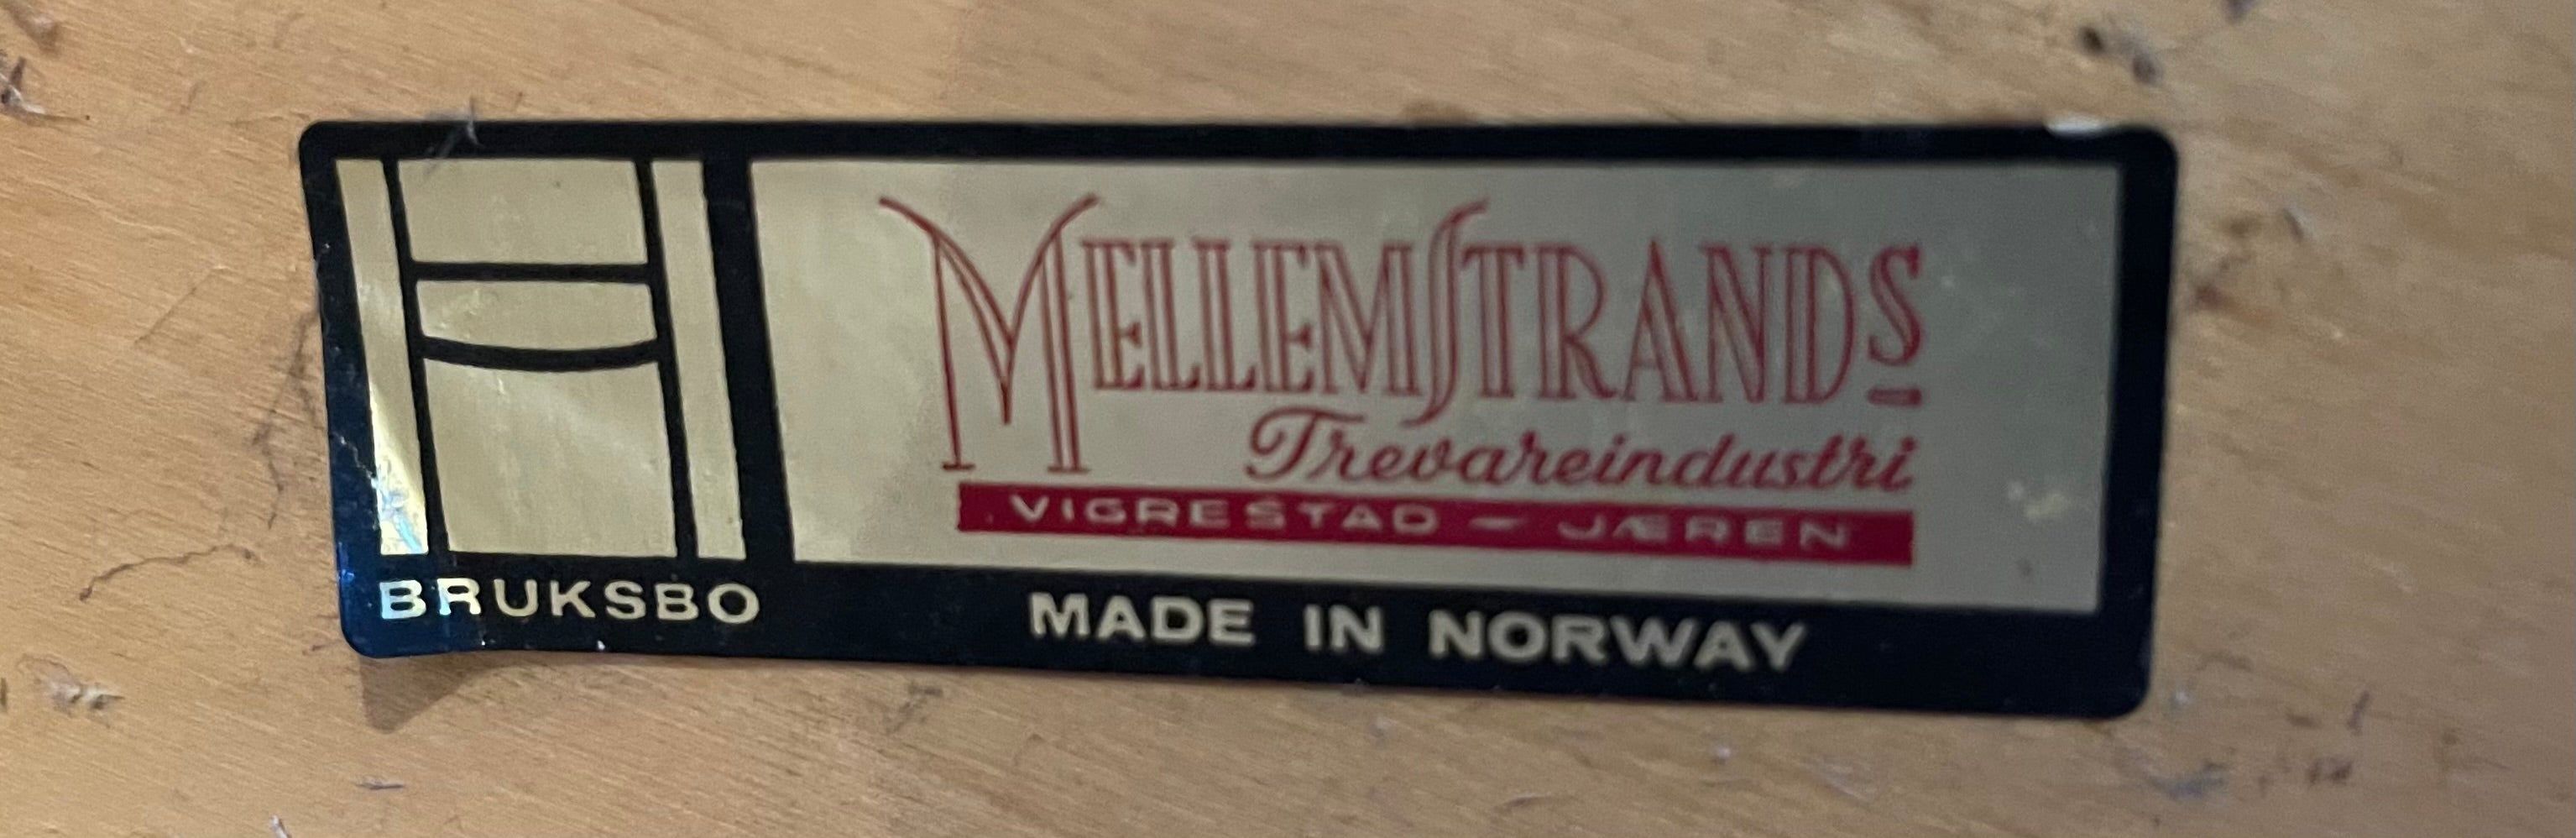 MELLEMSTRANDS
Trevareindustri
VIGRESTAD - JÆREN
BRUKSBO
MADE IN NORWAY